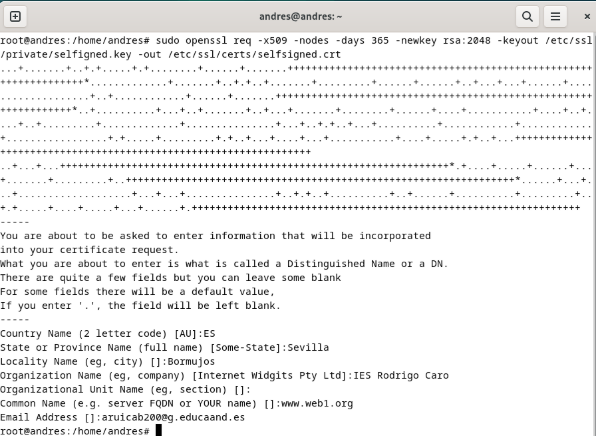 andres@andres: ~
root@andres:/home/andres# sudo openssl req -x509 -nodes -days 365 -newkey rsa:2048 -keyout /etc/ssl
/private/selfigned.key -out /etc/ssl/certs/selfsigned.crt
-----
You are about to be asked to enter information that will be incorporated
into your certificate request.
What you are about to enter is what is called a Distinguished Name or a DN.
There are quite a few fields but you can leave some blank
For some fields there will be a default value,
If you enter '.', the field will be left blank.
-----
Country Name (2 letter code) [AU]:ES
State or Province Name (full name) [Some-State]:Sevilla
Locality Name (eg, city) []:Bormujos
Organization Name (eg, company) [Internet Widgits Pty Ltd]:IES Rodrigo Caro
Organizational Unit Name (eg, section) []:
Common Name (e.g. server FQDN or YOUR name) []:www.web1.org
Email Address []:aruicab200@g.educaand.es
root@andres:/home/andres#